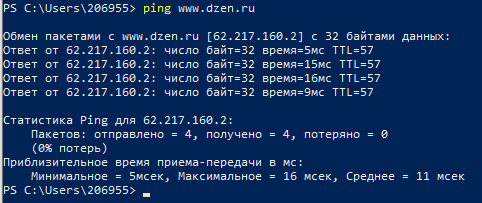 PS C:\Users\206955> ping www.dzen.ru
Обмен пакетами с www.dzen.ru [62.217.160.2] с 32 байтами данных:
Ответ от 62.217.160.2: число байт=32 время=5мс TTL=57
Ответ от 62.217.160.2: число байт=32 время=15мс TTL=57
Ответ от 62.217.160.2: число байт=32 время=16мс TTL=57
Ответ от 62.217.160.2: число байт=32 время=9мс TTL=57
Статистика Ping для 62.217.160.2:
Пакетов: отправлено = 4, получено = 4, потеряно = 0
(0% потерь)
Приблизительное время приема-передачи в мс:
Минимальное = 5мсек, Максимальное = 16 мсек, Среднее = 11 мсек
PS C:\Users\206955> _